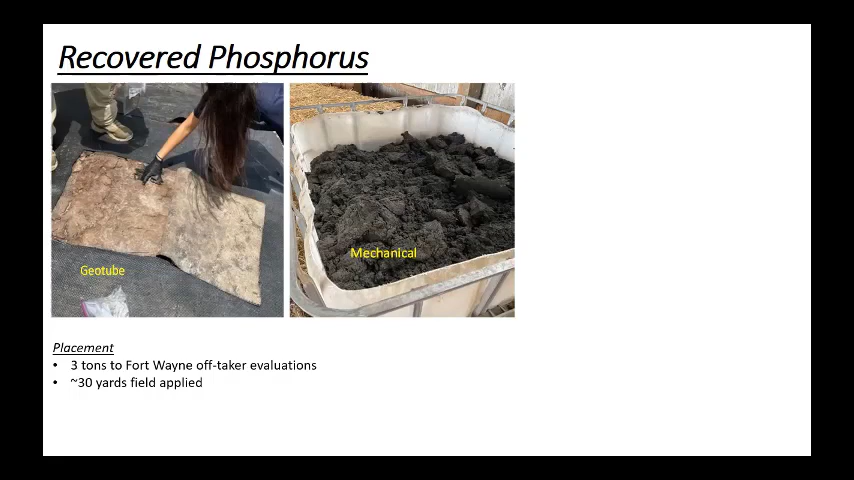 Recovered Phosphorus
Geotube
Mechanical
Placement
• 3 tons to Fort Wayne off-taker evaluations
• ~30 yards field applied